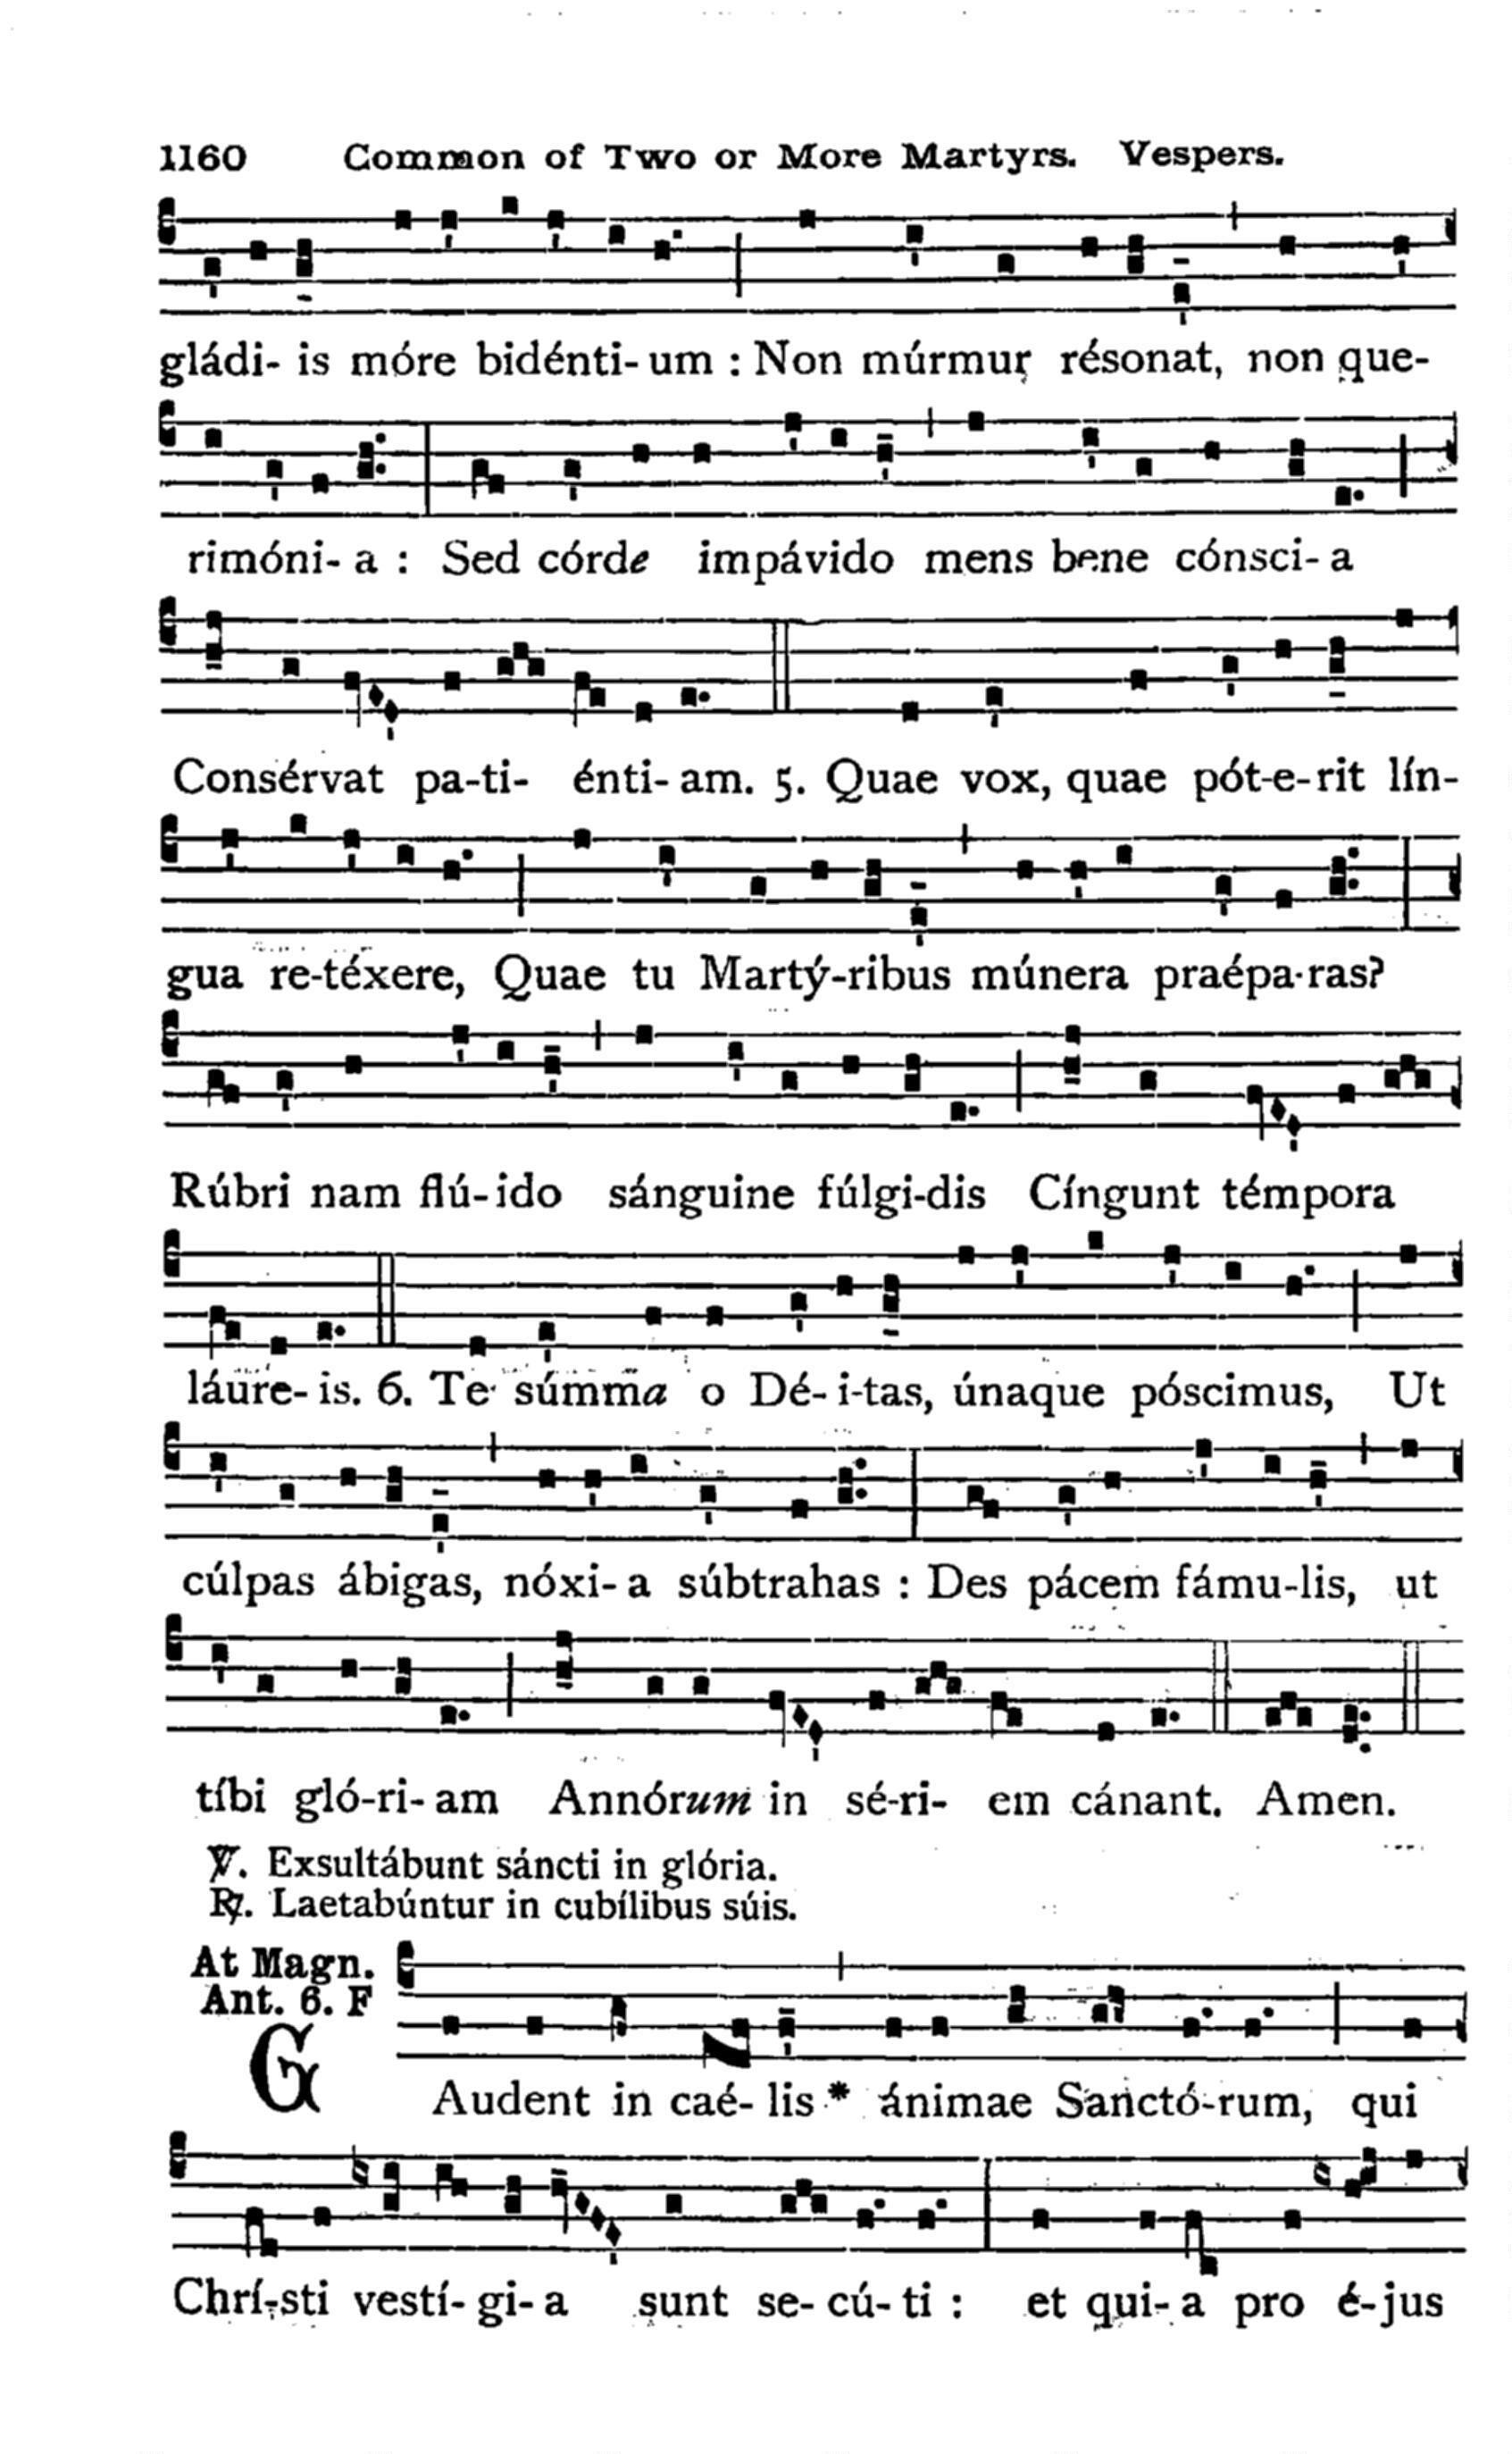 1160 Common of Two or More Martyrs. Vespers.
gládi- is móre bidénti- um : Non múrmur résonat, non que-
rimóni- a : Sed córde impávido mens bene cónsci- a
Consérvat pa-ti- énti- am. 5. Quae vox, quae pót-e-rit lín-
gua re-téxere, Quae tu Martý-ribus múnera praépa-ras?
Rúbri nam flú-ido sánguine fúlgi-dis Cíngunt témpora
láure- is. 6. Te súmma o Dé- i-tas, únaque póscimus, Ut
cúlpas ábigas, nóxi- a súbtrahas : Des pácem fámu-lis, ut
tíbi gló-ri- am Annórum in sé-ri- em cánant. Amen.
℣. Exsultábunt sáncti in glória.
℟. Laetabúntur in cubílibus súis.
At Magn.
Ant. 6. F
GAudent in caé- lis * ánimae Sanctó-rum, qui
Chrí-sti vestí- gi- a sunt se- cú- ti : et qui- a pro é-jus